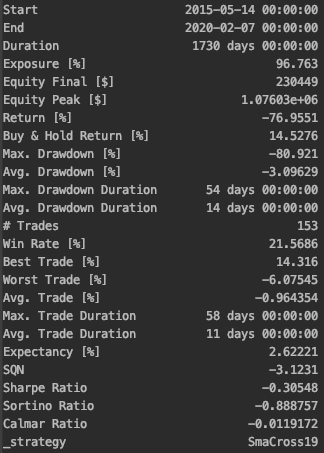 Start 2015-05-14 00:00:00
End 2020-02-07 00:00:00
Duration 1730 days 00:00:00
Exposure [%] 96.763
Equity Final [$] 230449
Equity Peak [$] 1.07603e+06
Return [%] -76.9551
Buy & Hold Return [%] 14.5276
Max. Drawdown [%] -80.921
Avg. Drawdown [%] -3.09629
Max. Drawdown Duration 54 days 00:00:00
Avg. Drawdown Duration 14 days 00:00:00
# Trades 153
Win Rate [%] 21.5686
Best Trade [%] 14.316
Worst Trade [%] -6.07545
Avg. Trade [%] -0.964354
Max. Trade Duration 58 days 00:00:00
Avg. Trade Duration 11 days 00:00:00
Expectancy [%] 2.62221
SQN -3.1231
Sharpe Ratio -0.30548
Sortino Ratio -0.888757
Calmar Ratio -0.0119172
_strategy SmaCross19